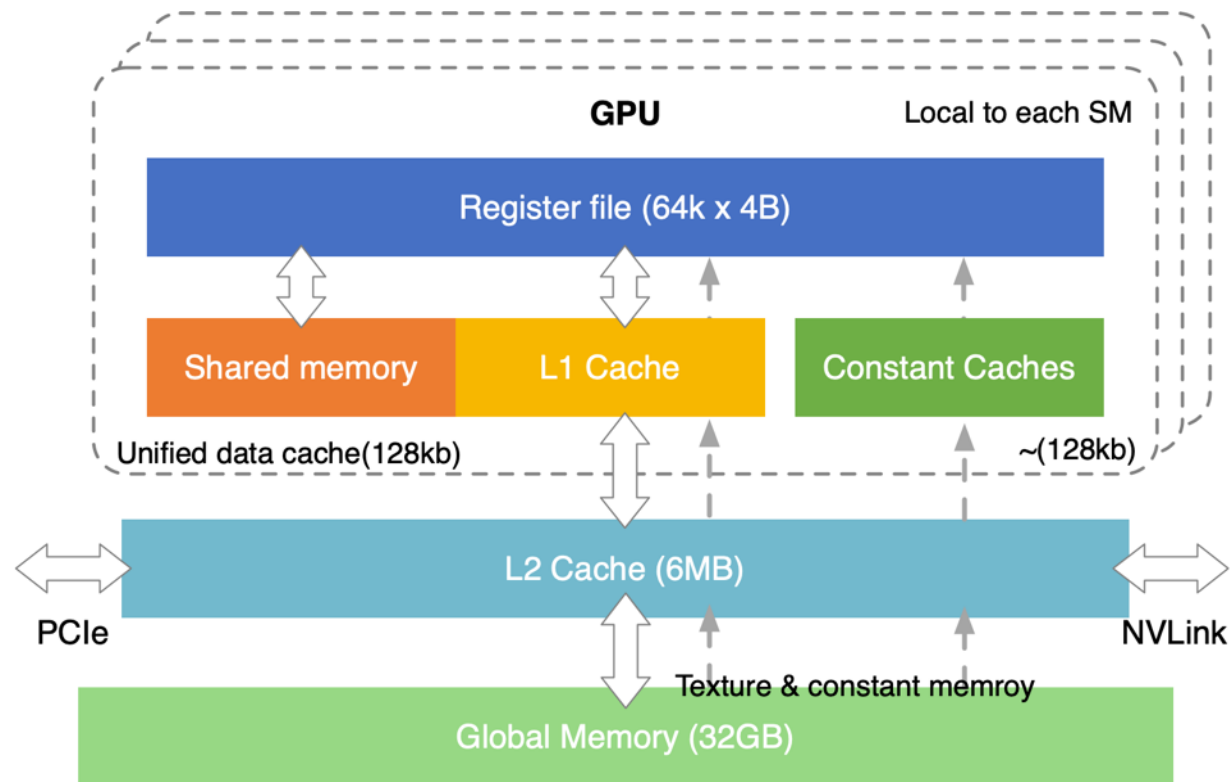 GPU
Local to each SM
Register file (64k x 4B)
Shared memory
L1 Cache
Constant Caches
Unified data cache(128kb)
~(128kb)
L2 Cache (6MB)
PCIe
NVLink
Texture & constant memroy
Global Memory (32GB)